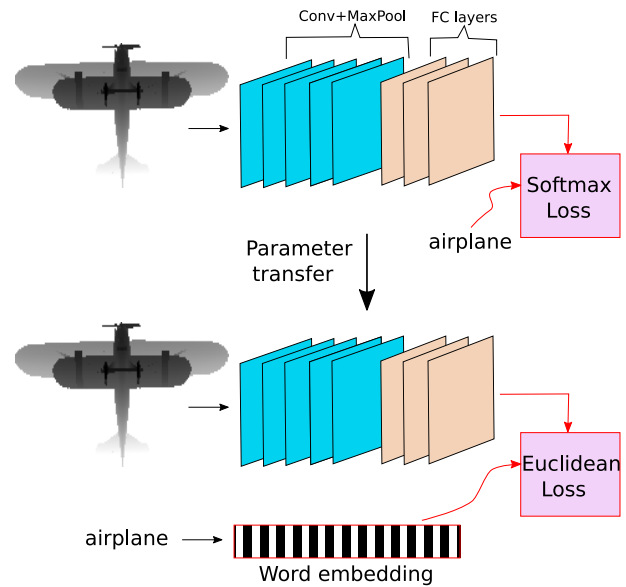 Conv+MaxPool
FC layers
Softmax
Loss
airplane
Parameter
transfer
Euclidean
Loss
airplane
Word embedding